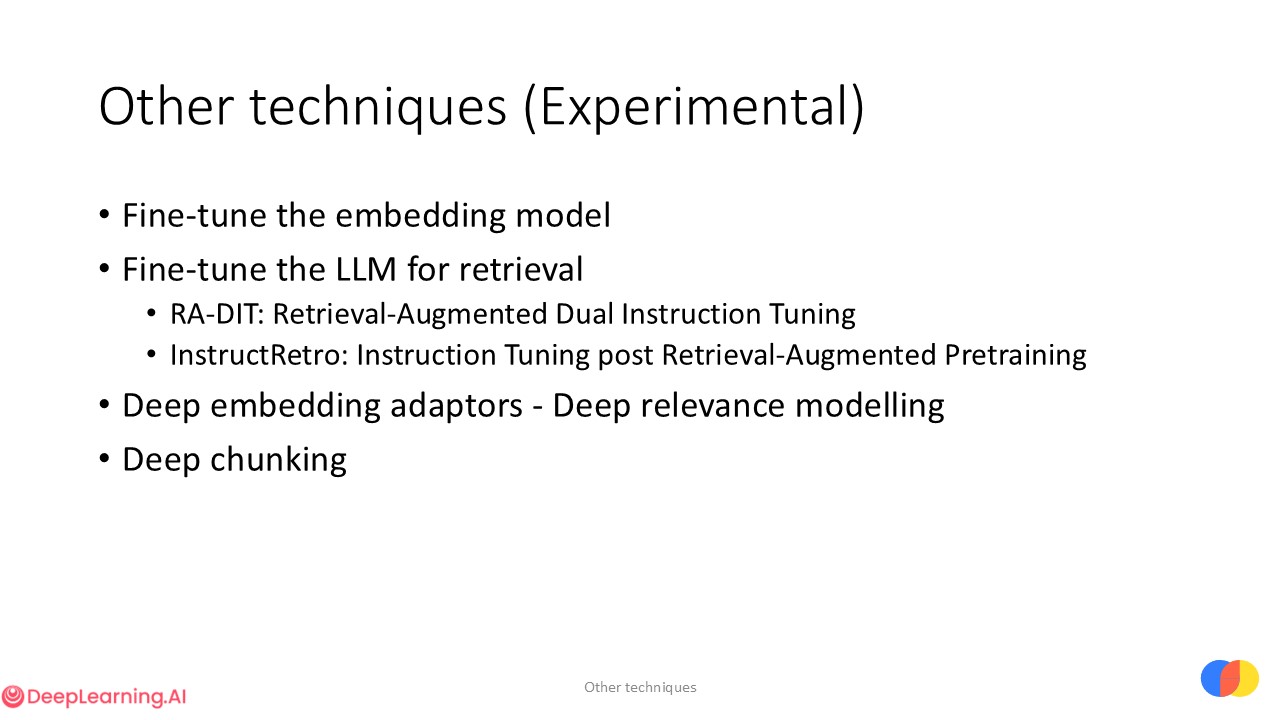 Other techniques (Experimental)
• Fine-tune the embedding model
• Fine-tune the LLM for retrieval
• RA-DIT: Retrieval-Augmented Dual Instruction Tuning
• InstructRetro: Instruction Tuning post Retrieval-Augmented Pretraining
• Deep embedding adaptors - Deep relevance modelling
• Deep chunking
DeepLearning.AI
Other techniques